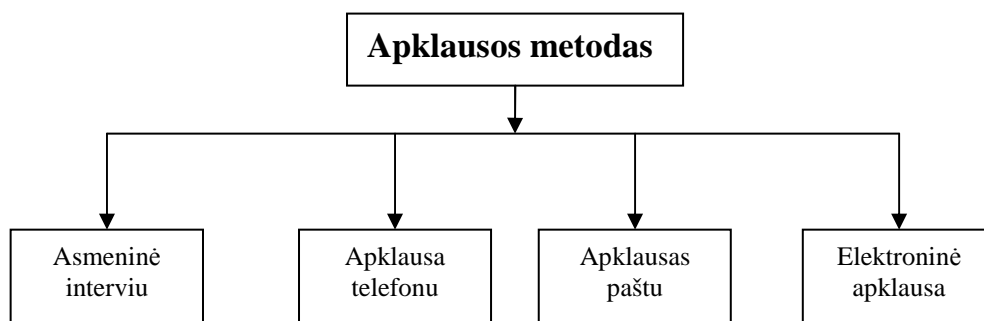 Apklausos metodas
Asmeninė
interviu
Apklausa
telefonu
Apklausas
paštu
Elektroninė
apklausa